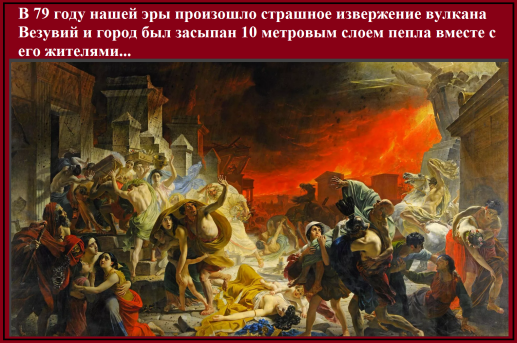 В 79 году нашей эры произошло страшное извержение вулкана
Везувий и город был засыпан 10 метровым слоем пепла вместе с
его жителями...